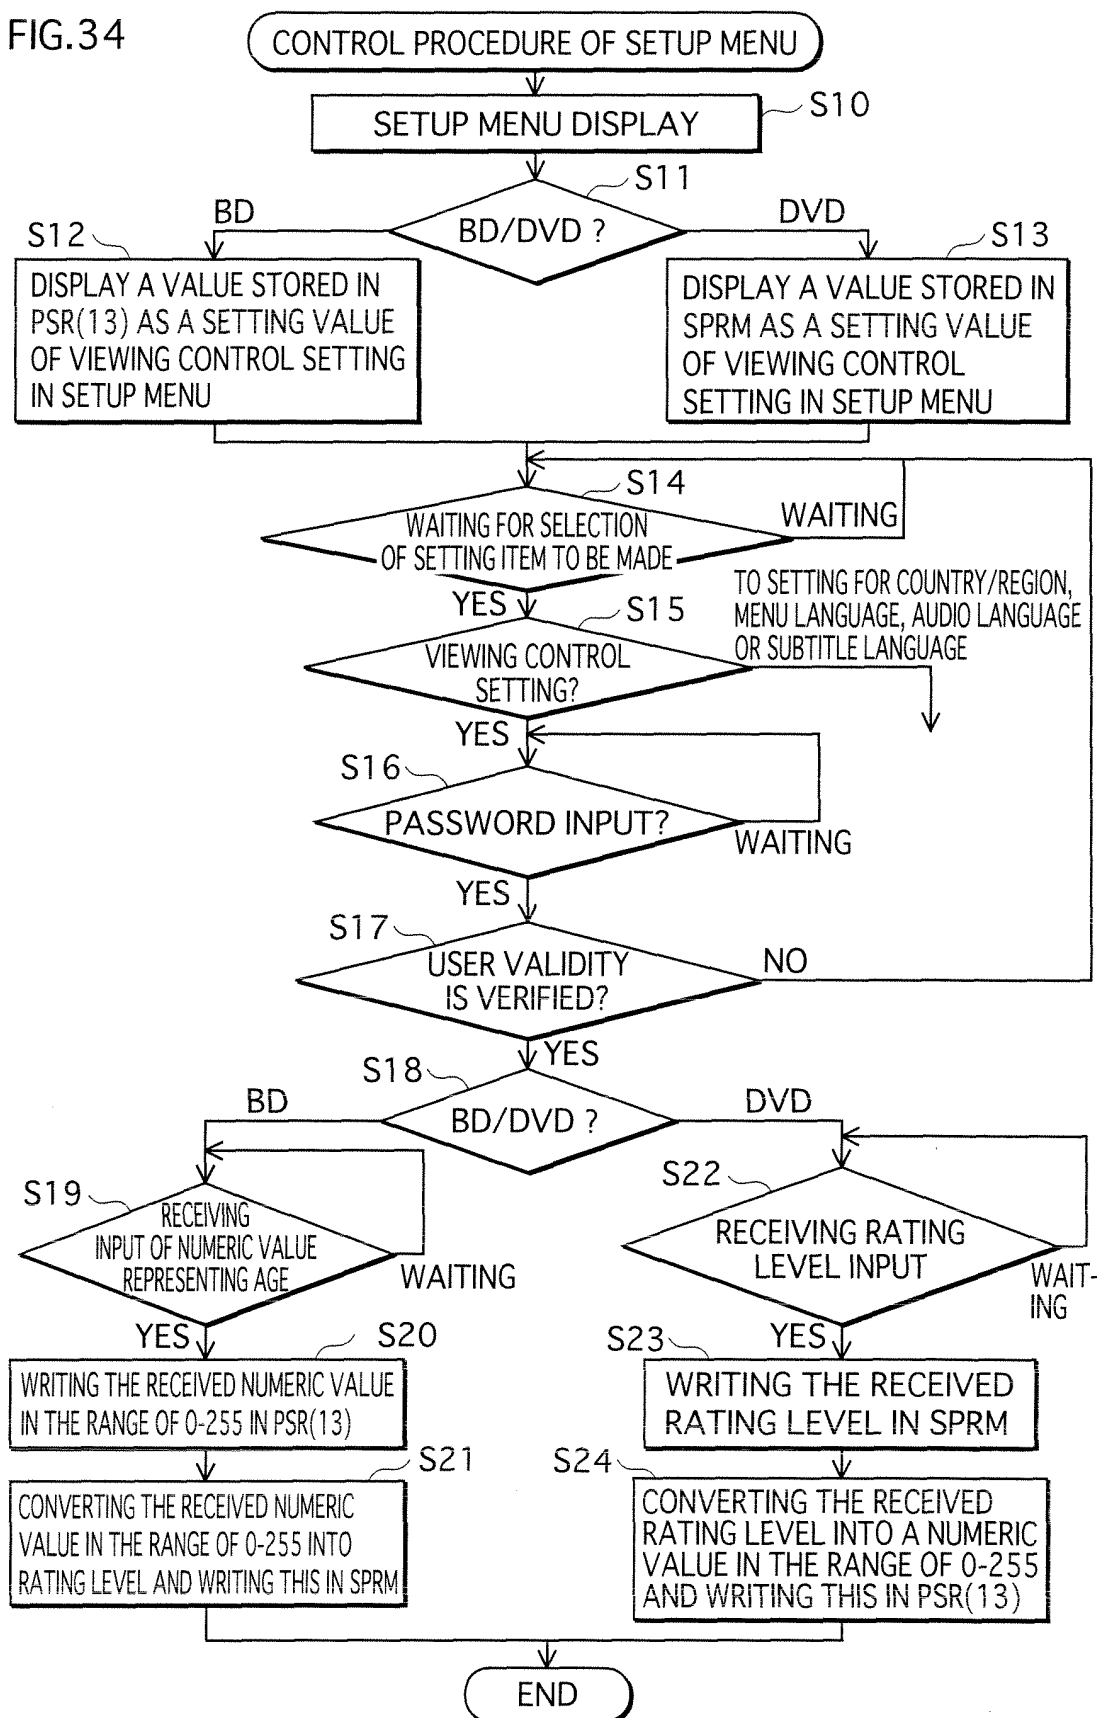 FIG.34
CONTROL PROCEDURE OF SETUP MENU
S10
SETUP MENU DISPLAY
S11
BD
BD/DVD ?
DVD
S12
DISPLAY A VALUE STORED IN
PSR(13) AS A SETTING VALUE
OF VIEWING CONTROL SETTING
IN SETUP MENU
S13
DISPLAY A VALUE STORED IN
SPRM AS A SETTING VALUE
OF VIEWING CONTROL
SETTING IN SETUP MENU
S14
WAITING FOR SELECTION
OF SETTING ITEM TO BE MADE
WAITING
YES
S15
TO SETTING FOR COUNTRY/REGION,
MENU LANGUAGE, AUDIO LANGUAGE
OR SUBTITLE LANGUAGE
VIEWING CONTROL
SETTING?
YES
S16
PASSWORD INPUT?
WAITING
YES
S17
USER VALIDITY
IS VERIFIED?
NO
YES
S18
BD
BD/DVD ?
DVD
S19
RECEIVING
INPUT OF NUMERIC VALUE
REPRESENTING AGE
WAITING
YES
S20
WRITING THE RECEIVED NUMERIC VALUE
IN THE RANGE OF 0-255 IN PSR(13)
S21
CONVERTING THE RECEIVED NUMERIC
VALUE IN THE RANGE OF 0-255 INTO
RATING LEVEL AND WRITING THIS IN SPRM
S22
RECEIVING RATING
LEVEL INPUT
WAIT-
ING
YES
S23
WRITING THE RECEIVED
RATING LEVEL IN SPRM
S24
CONVERTING THE RECEIVED
RATING LEVEL INTO A NUMERIC
VALUE IN THE RANGE OF 0-255
AND WRITING THIS IN PSR(13)
END